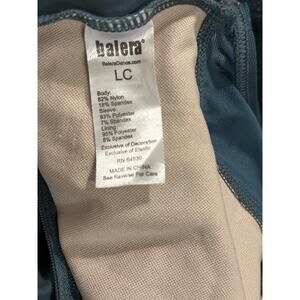 balera®
BaleraDance.com
LC
Body:
82% Nylon
18% Spandex
Sleeve:
93% Polyester
7% Spandex
Lining:
95% Polyester
5% Spandex
Exclusive of Decoration
Exclusive of Elastic
RN 64930
MADE IN CHINA
See Reverse For Care